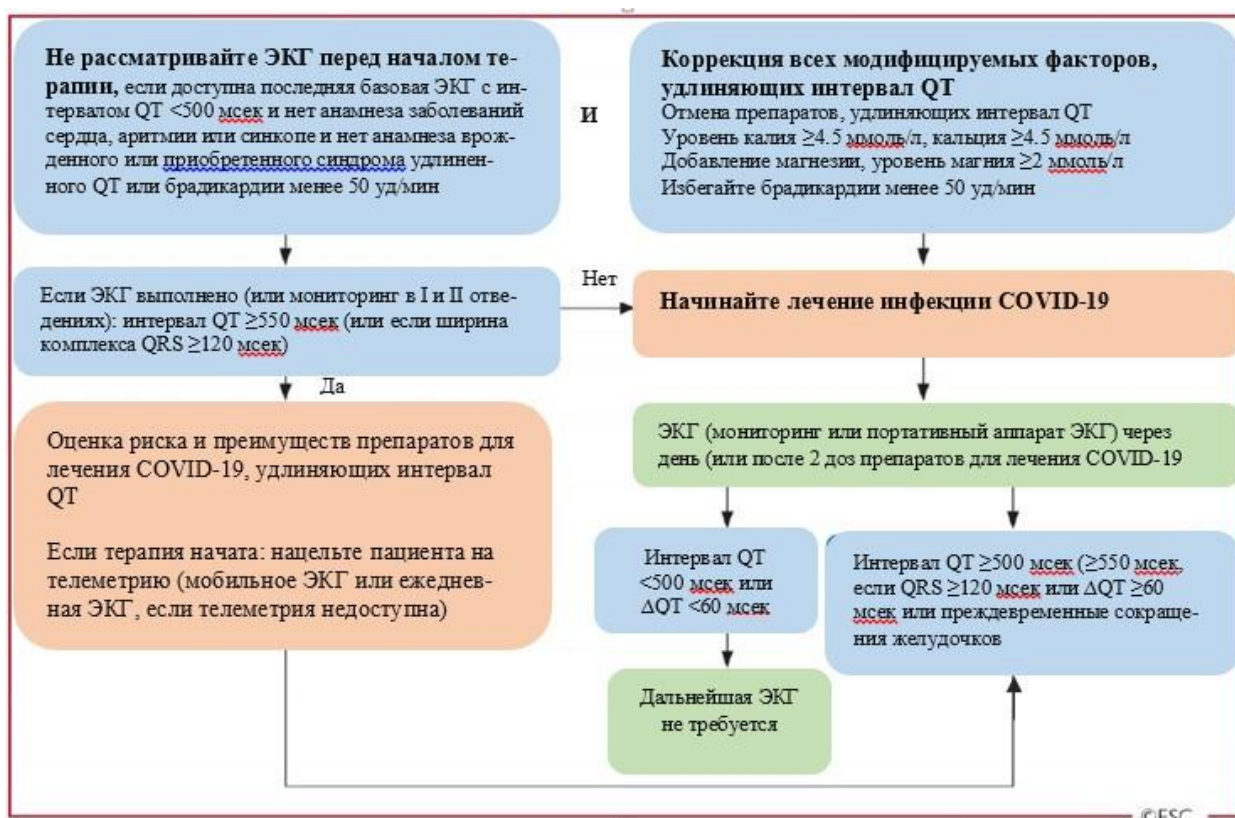 Не рассматривайте ЭКГ перед началом те-
рапии, если доступна последняя базовая ЭКГ с ин-
тервалом QT <500 мсек и нет анамнеза заболеваний
сердца, аритмии или синкопе и нет анамнеза врож-
денного или приобретенного синдрома удлинен-
ного QT или брадикардии менее 50 уд/мин
И
Коррекция всех модифицируемых факторов,
удлиняющих интервал QT
Отмена препаратов, удлиняющих интервал QT
Уровень калия ≥4.5 ммоль/л, кальция ≥4.5 ммоль/л
Добавление магнезии, уровень магния ≥2 ммоль/л
Избегайте брадикардии менее 50 уд/мин
Если ЭКГ выполнено (или мониторинг в I и II отве-
дениях): интервал QT ≥550 мсек (или если ширина
комплекса QRS ≥120 мсек)
Нет
Начинайте лечение инфекции COVID-19
Да
Оценка риска и преимуществ препаратов для
лечения COVID-19, удлиняющих интервал
QT
Если терапия начата: нацельте пациента на
телеметрию (мобильное ЭКГ или ежеднев-
ная ЭКГ, если телеметрия недоступна)
ЭКГ (мониторинг или портативный аппарат ЭКГ) через
день (или после 2 доз препаратов для лечения COVID-19
Интервал QT
<500 мсек или
ΔQT <60 мсек
Интервал QT ≥500 мсек (≥550 мсек,
если QRS ≥120 мсек или ΔQT ≥60
мсек или преждевременные сокраще-
ния желудочков
Дальнейшая ЭКГ
не требуется
©ESC